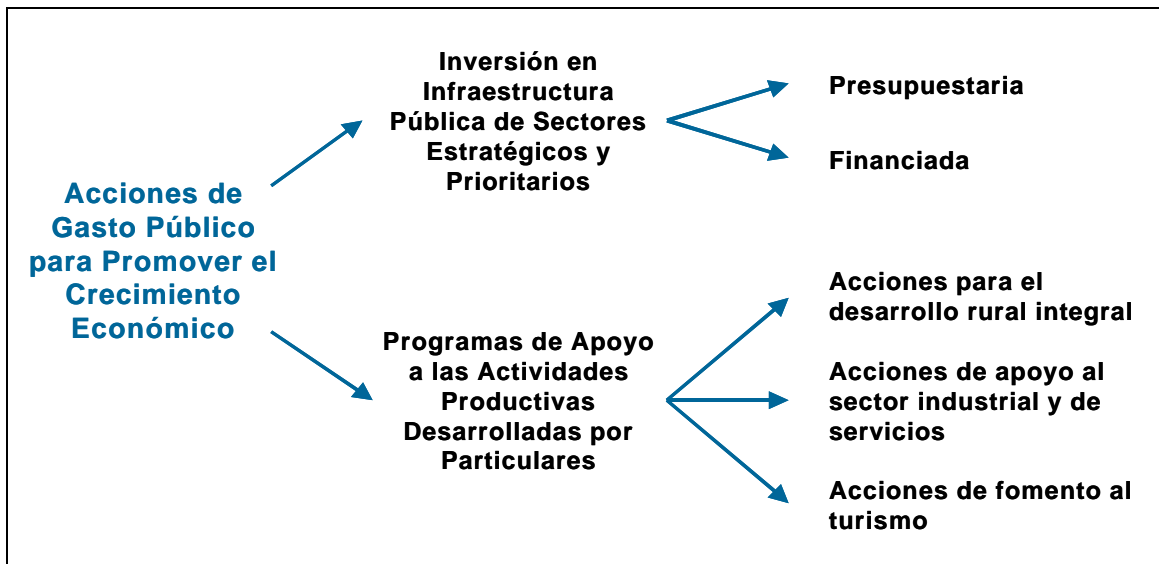 Acciones de
Gasto Público
para Promover el
Crecimiento
Económico
Inversión en
Infraestructura
Pública de Sectores
Estratégicos y
Prioritarios
Presupuestaria
Financiada
Programas de Apoyo
a las Actividades
Productivas
Desarrolladas por
Particulares
Acciones para el
desarrollo rural integral
Acciones de apoyo al
sector industrial y de
servicios
Acciones de fomento al
turismo